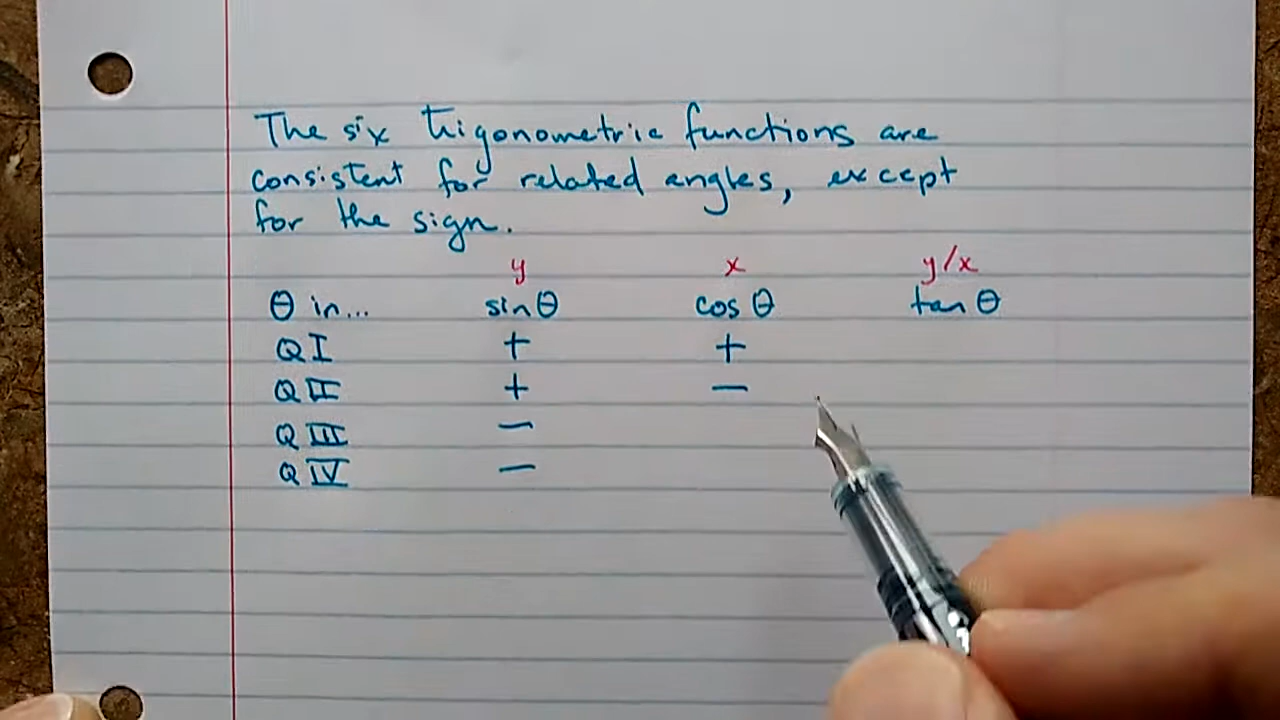 The six trigonometric functions are
consistent for related angles, except
for the sign.
y x y/x
θ in... sin θ cos θ tan θ
Q I + +
Q II + −
Q III −
Q IV −